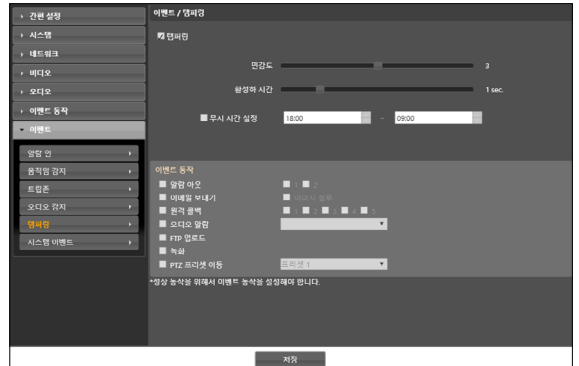 간편 설정
시스템
네트워크
비디오
오디오
이벤트 동작
이벤트
알람 인
움직임 감지
트립존
오디오 감지
탬퍼링
시스템 이벤트
이벤트 / 탬퍼링
탬퍼링
민감도 3
활성화 시간 1 sec.
무시 시간 설정 18:00 ~ 09:00
이벤트 동작
알람 아웃 1 2
이메일 보내기 이미지 첨부
원격 콜백 1 2 3 4 5
오디오 알람
FTP 업로드
녹화
PTZ 프리셋 이동 프리셋 1
*정상 동작을 위해서 이벤트 동작을 설정해야 합니다.
저장